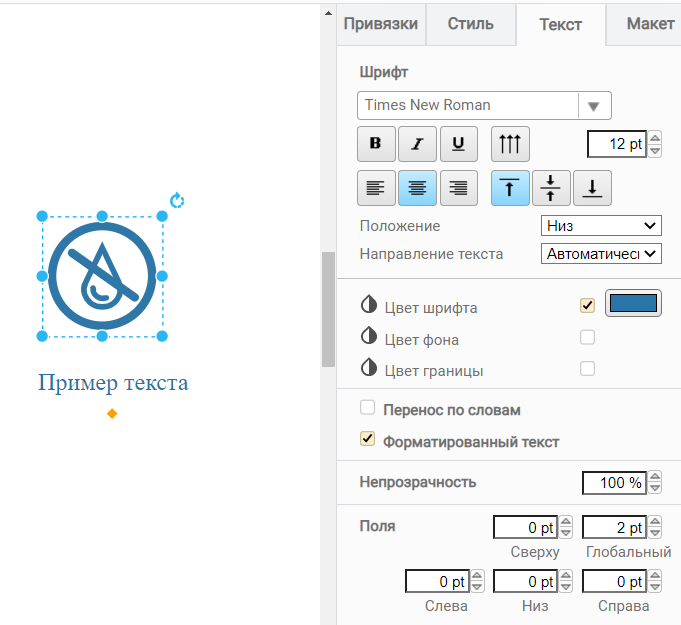 Привязки Стиль Текст Макет
Шрифт
Times New Roman
B I U 12 pt
Положение Низ
Направление текста Автоматичесі
Цвет шрифта
Цвет фона
Цвет границы
Пример текста
Перенос по словам
Форматированный текст
Непрозрачность 100 %
Поля 0 pt 2 pt
Сверху Глобальный
0 pt 0 pt 0 pt
Слева Низ Справа